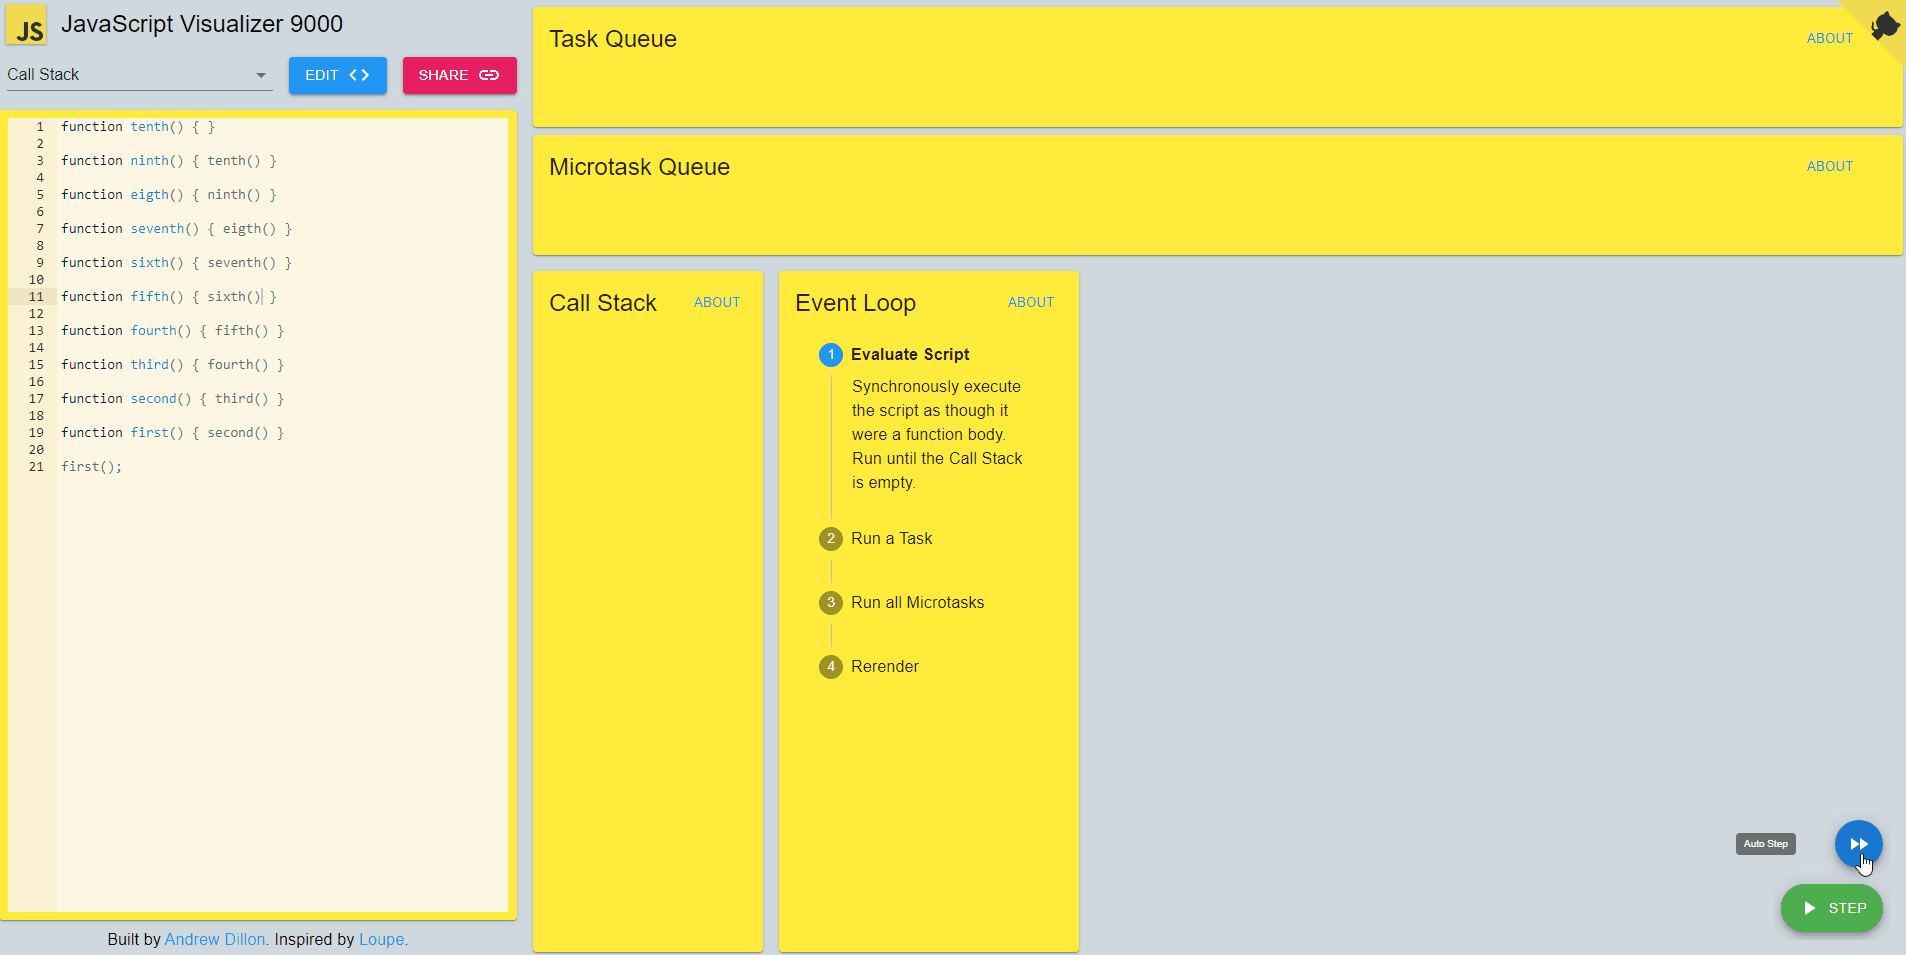 JS
JavaScript Visualizer 9000
Call Stack
EDIT
SHARE
1 function tenth() { }
2
3 function ninth() { tenth() }
4
5 function eigth() { ninth() }
6
7 function seventh() { eigth() }
8
9 function sixth() { seventh() }
10
11 function fifth() { sixth() }
12
13 function fourth() { fifth() }
14
15 function third() { fourth() }
16
17 function second() { third() }
18
19 function first() { second() }
20
21 first();
Built by Andrew Dillon. Inspired by Loupe.
Task Queue
ABOUT
Microtask Queue
ABOUT
Call Stack
ABOUT
Event Loop
ABOUT
1 Evaluate Script
Synchronously execute
the script as though it
were a function body.
Run until the Call Stack
is empty.
2 Run a Task
3 Run all Microtasks
4 Rerender
Auto Step
STEP